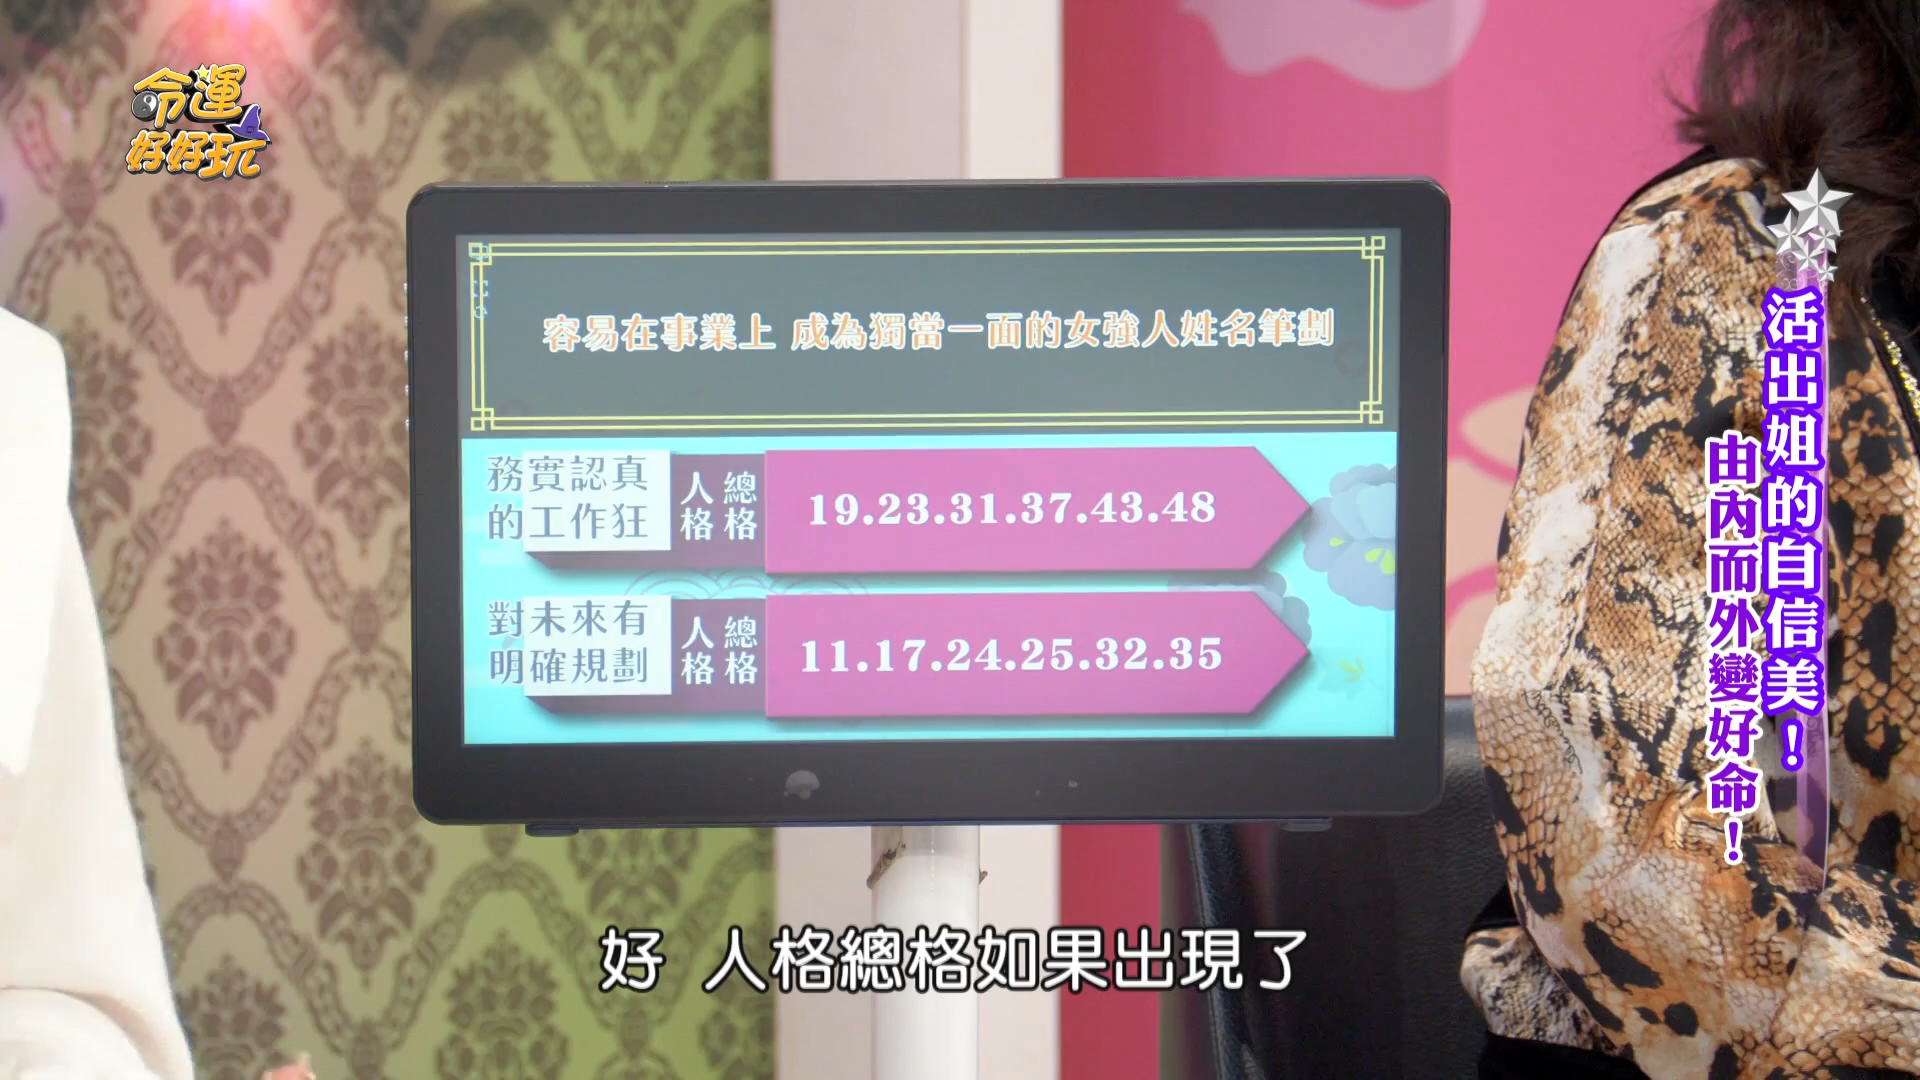 命運
好好玩
容易在事業上 成為獨當一面的女強人姓名筆劃
務實認真
的工作狂
人格
總格
19.23.31.37.43.48
對未來有
明確規劃
人格
總格
11.17.24.25.32.35
活出姐的自信美！
由內而外變好命！
好 人格總格如果出現了